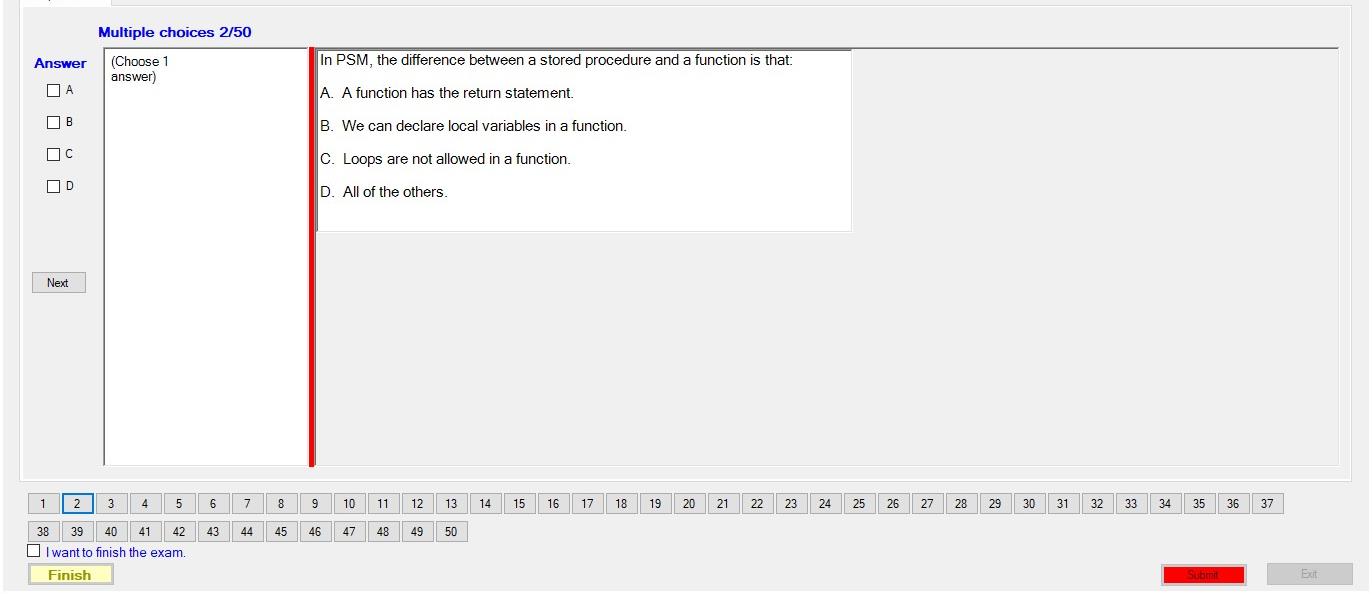 Multiple choices 2/50
Answer
(Choose 1
answer)
A
B
C
D
Next
In PSM, the difference between a stored procedure and a function is that:
A. A function has the return statement.
B. We can declare local variables in a function.
C. Loops are not allowed in a function.
D. All of the others.
1 2 3 4 5 6 7 8 9 10 11 12 13 14 15 16 17 18 19 20 21 22 23 24 25 26 27 28 29 30 31 32 33 34 35 36 37
38 39 40 41 42 43 44 45 46 47 48 49 50
I want to finish the exam.
Finish
Submit
Exit